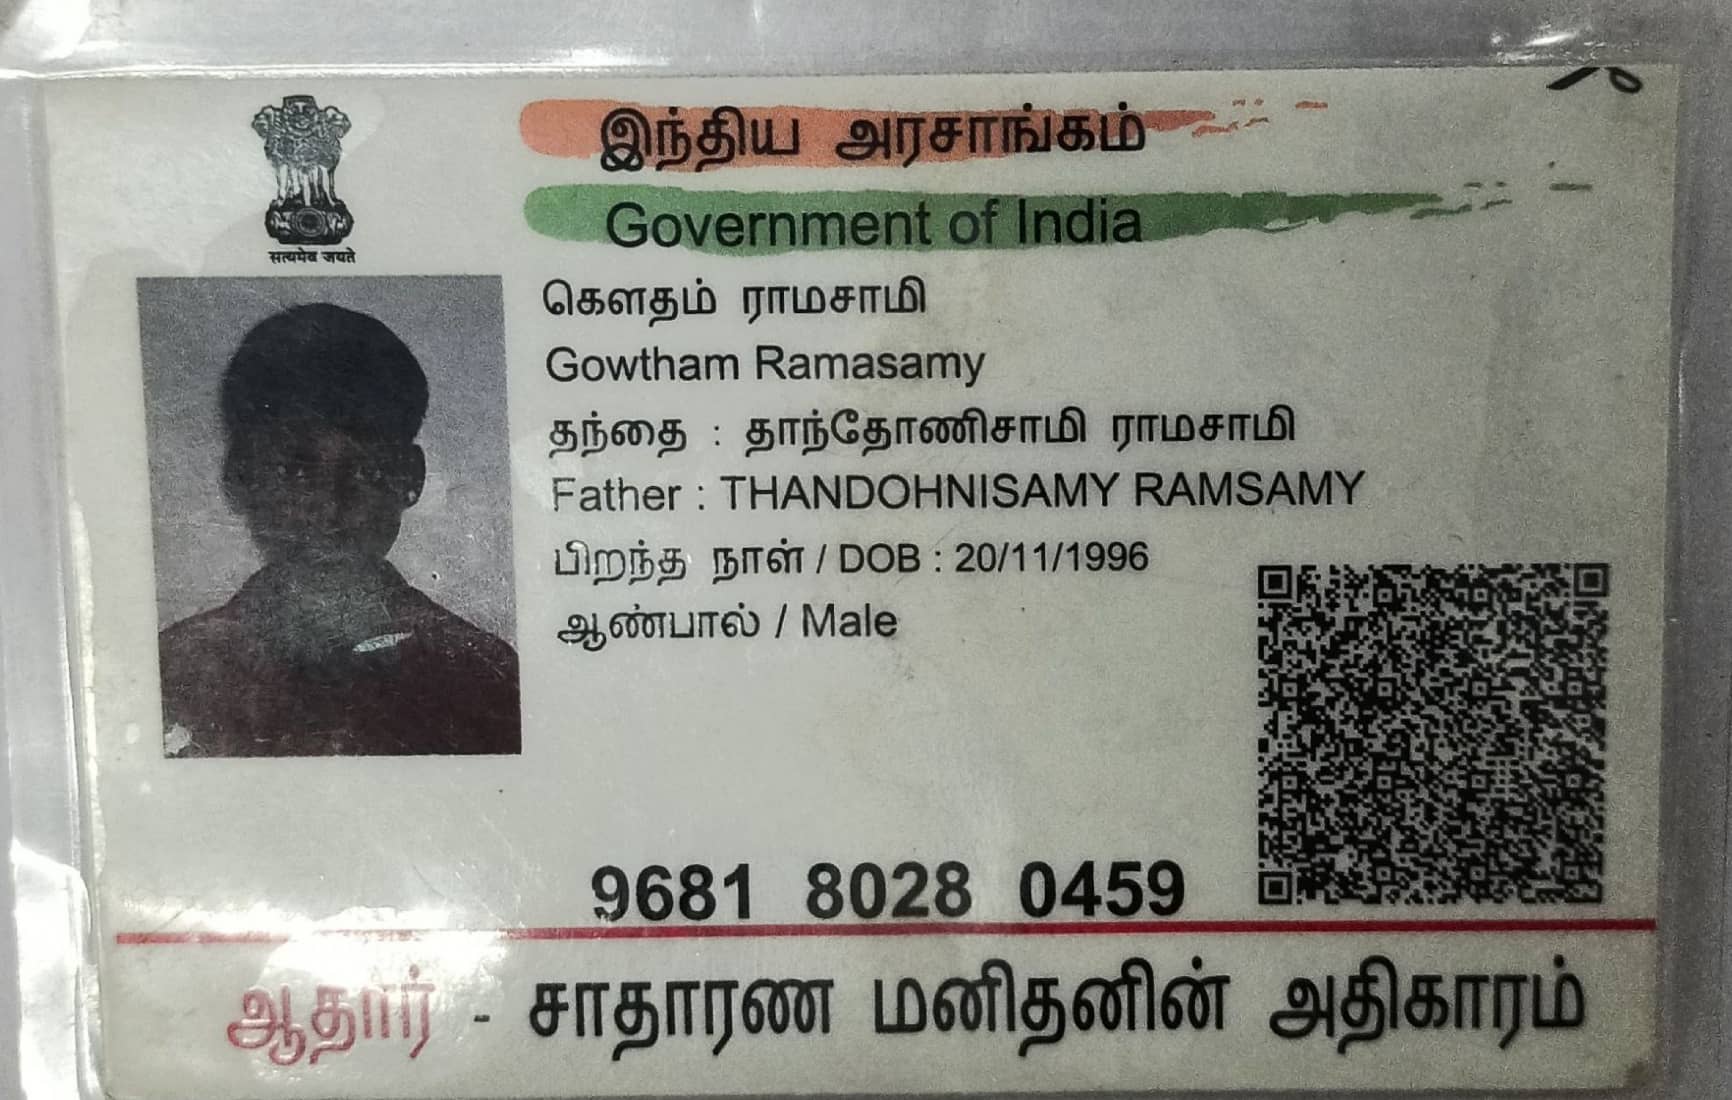 இந்திய அரசாங்கம்
Government of India
सत्यमेव जयते
கௌதம் ராமசாமி
Gowtham Ramasamy
தந்தை : தாந்தோணிசாமி ராமசாமி
Father : THANDOHNISAMY RAMSAMY
பிறந்த நாள் / DOB : 20/11/1996
ஆண்பால் / Male
9681 8028 0459
ஆதார் - சாதாரண மனிதனின் அதிகாரம்